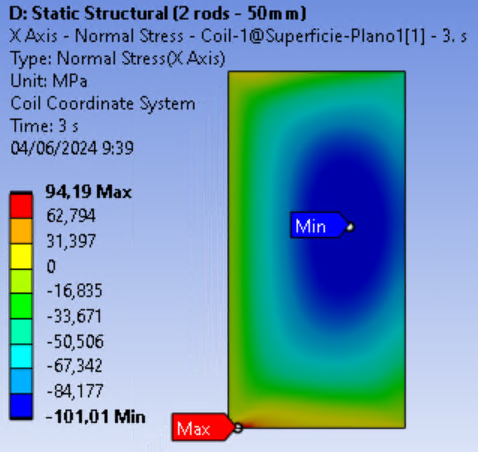 D: Static Structural (2 rods - 50mm)
X Axis - Normal Stress - Coil-1@Superficie-Plano1[1] - 3. s
Type: Normal Stress(X Axis)
Unit: MPa
Coil Coordinate System
Time: 3 s
04/06/2024 9:39
94,19 Max
62,794
31,397
0
-16,835
-33,671
-50,506
-67,342
-84,177
-101,01 Min
Min
Max